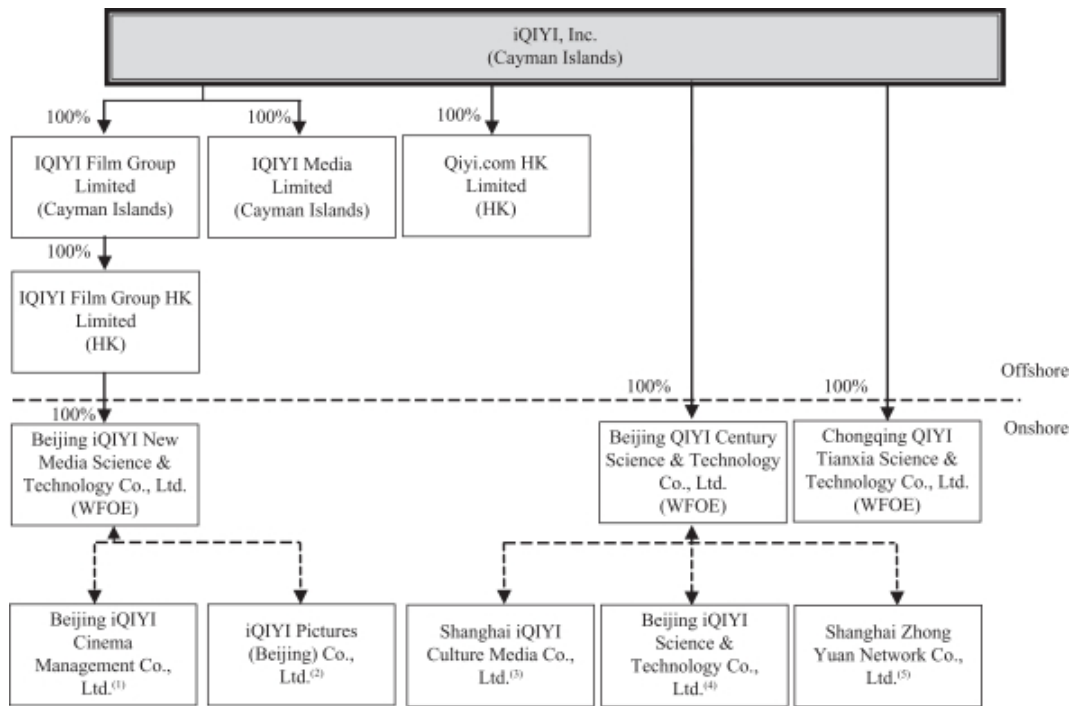 iQIYI, Inc.
(Cayman Islands)
100%
100%
100%
IQIYI Film Group
Limited
(Cayman Islands)
IQIYI Media
Limited
(Cayman Islands)
Qiyi.com HK
Limited
(HK)
100%
IQIYI Film Group HK
Limited
(HK)
Offshore
100%
100%
100%
Onshore
Beijing iQIYI New
Media Science &
Technology Co., Ltd.
(WFOE)
Beijing QIYI Century
Science & Technology
Co., Ltd.
(WFOE)
Chongqing QIYI
Tianxia Science &
Technology Co., Ltd.
(WFOE)
Beijing iQIYI
Cinema
Management Co.,
Ltd.(1)
iQIYI Pictures
(Beijing) Co.,
Ltd.(2)
Shanghai iQIYI
Culture Media Co.,
Ltd.(3)
Beijing iQIYI
Science &
Technology Co.,
Ltd.(4)
Shanghai Zhong
Yuan Network Co.,
Ltd.(5)